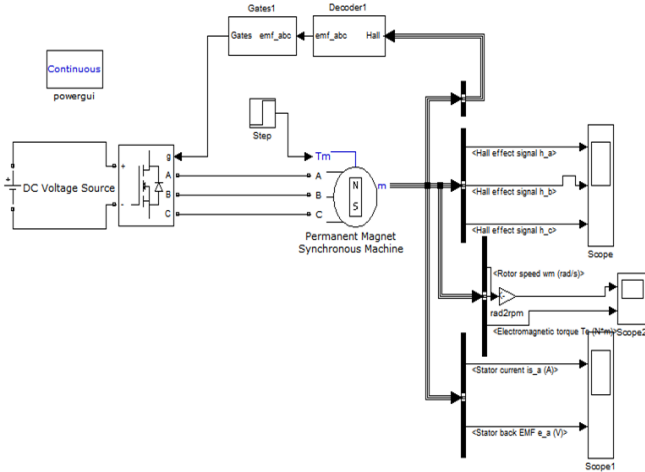 Gates1
Decoder1
Gates
emf_abc
emf_abc
Hall
Continuous
powergui
Step
DC Voltage Source
+
+
-
g
A
B
C
Tm
A
B
C
N
S
m
Permanent Magnet
Synchronous Machine
<Hall effect signal h_a>
<Hall effect signal h_b>
<Hall effect signal h_c>
Scope
<Rotor speed wm (rad/s)>
rad2rpm
<Electromagnetic torque Te (N*m)>
Scope2
<Stator current is_a (A)>
<Stator back EMF e_a (V)>
Scope1